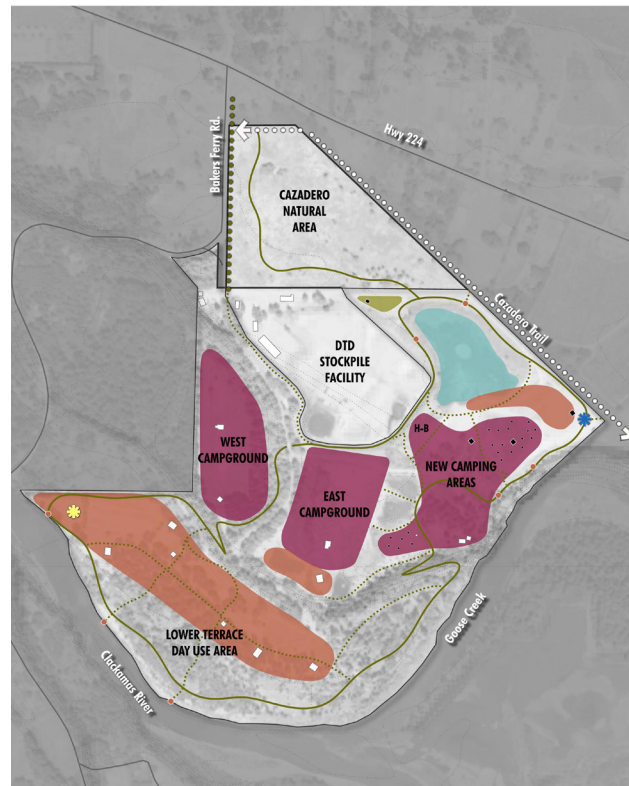 Bakers Ferry Rd.
Hwy 224
CAZADERO
NATURAL
AREA
Cazadero Trail
DTD
STOCKPILE
FACILITY
H-B
WEST
CAMPGROUND
NEW CAMPING
AREAS
EAST
CAMPGROUND
Goose Creek
LOWER TERRACE
DAY USE AREA
Clackamas River